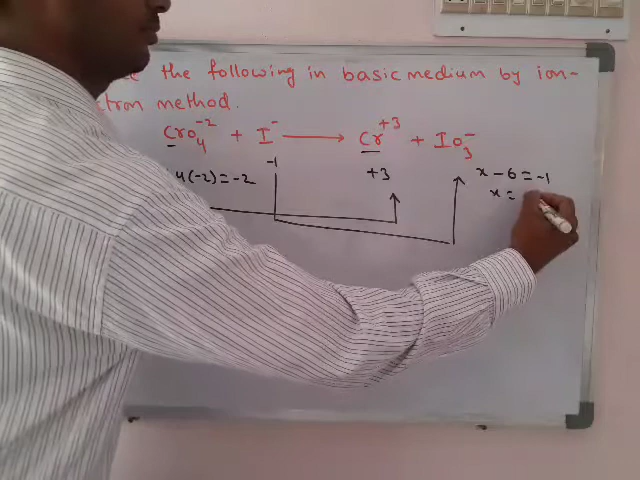 the following in basic medium by ion-
method.
CrO₄⁻² + I⁻ ⟶ Cr⁺³ + IO₃⁻
4(-2) = -2
-1
+3
x - 6 = -1
x =